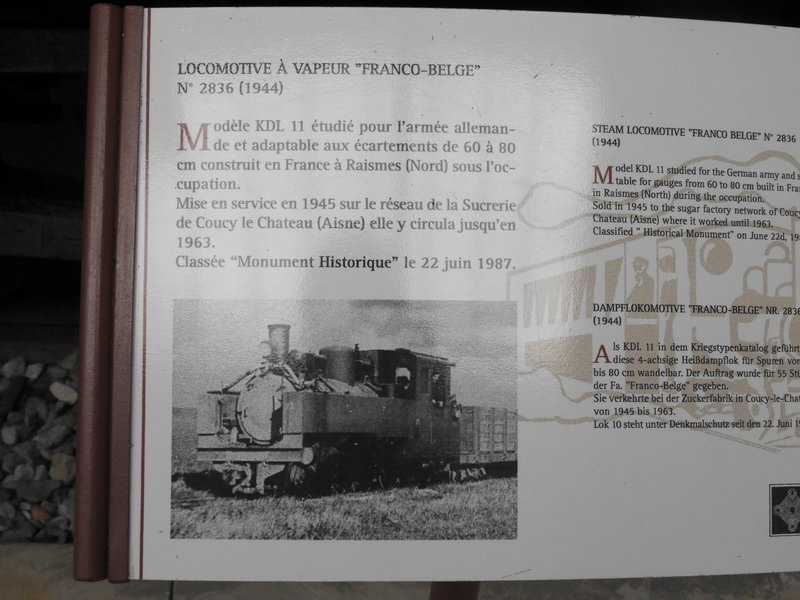 LOCOMOTIVE À VAPEUR "FRANCO-BELGE"
N° 2836 (1944)
Modèle KDL 11 étudié pour l'armée alleman-
de et adaptable aux écartements de 60 à 80
cm construit en France à Raismes (Nord) sous l'oc-
cupation.
Mise en service en 1945 sur le réseau de la Sucrerie
de Coucy le Chateau (Aisne) elle y circula jusqu'en
1963.
Classée "Monument Historique" le 22 juin 1987.
STEAM LOCOMOTIVE "FRANCO BELGE" N° 2836
(1944)
Model KDL 11 studied for the German army and
table for gauges from 60 to 80 cm built in
in Raismes (North) during the occupation.
Sold in 1945 to the sugar factory network of
Chateau (Aisne) where it worked until 1963.
Classified " Historical Monument" on June 22d,
DAMPFLOKOMOTIVE "FRANCO-BELGE" NR. 2836
(1944)
Als KDL 11 in dem Kriegstypenkatalog
diese 4-achsige Heißdampflok für Spuren
bis 80 cm wandelbar. Der Auftrag wurde für 55
der Fa. "Franco-Belge" gegeben.
Sie verkehrte bei der Zuckerfabrik in
von 1945 bis 1963.
Lok 10 steht unter Denkmalschutz seit den 22. Juni